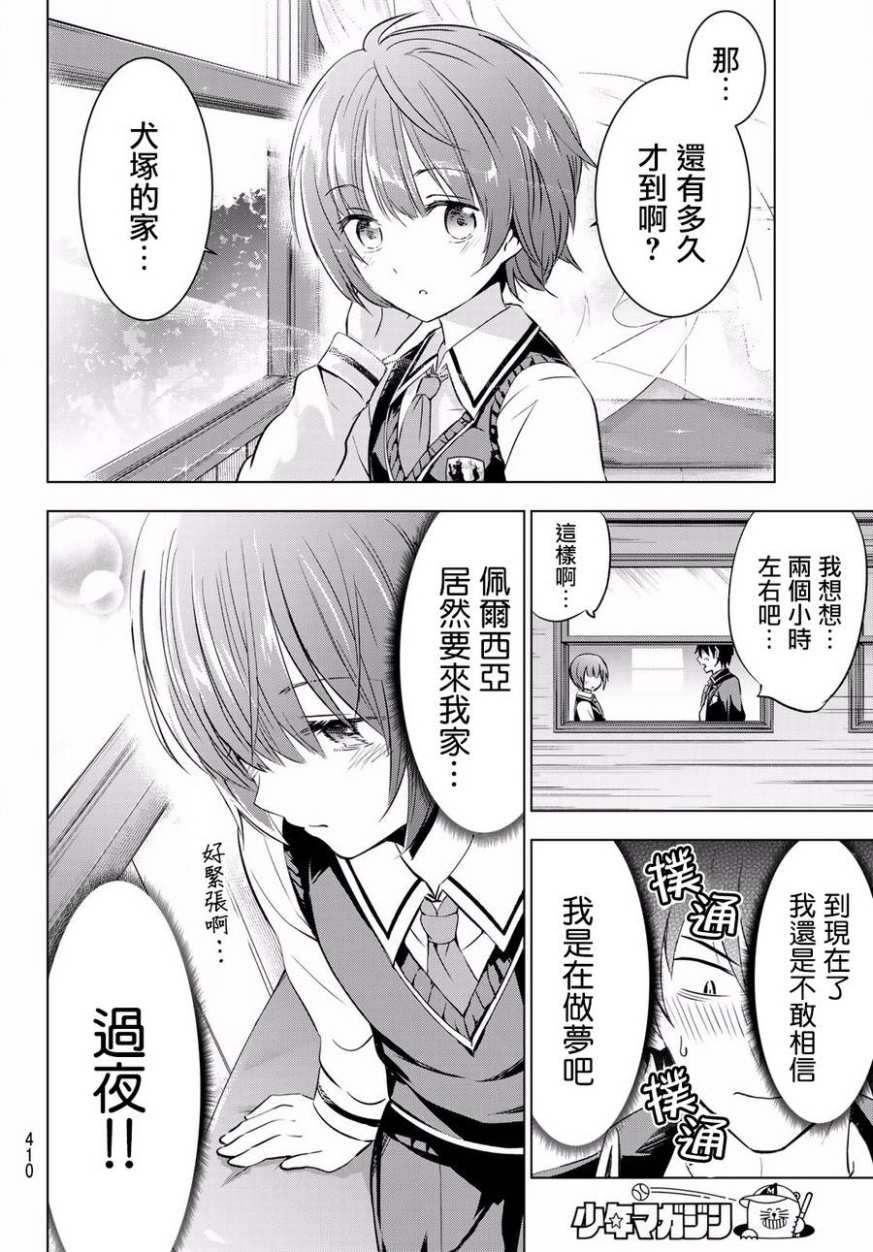 那…
還有多久
才到啊?
犬塚的家…
我想想…
兩個小時
左右吧…
這樣啊…
到現在了
我還是不敢相信
撲通
我是在做夢吧
撲通
佩爾西亞
居然要來我家…
好緊張啊…
過夜!!
410
少年マガジン